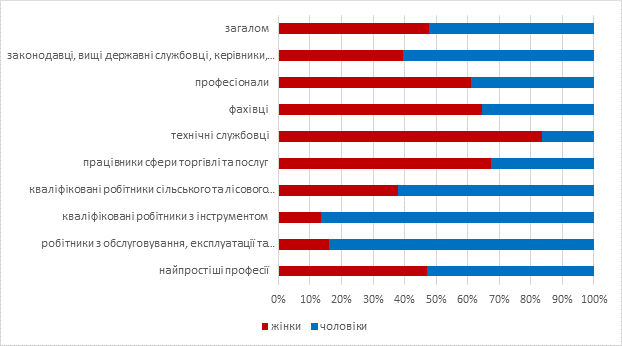 загалом
законодавці, вищі державні службовці, керівники,...
професіонали
фахівці
технічні службовці
працівники сфери торгівлі та послуг
кваліфіковані робітники сільського та лісового...
кваліфіковані робітники з інструментом
робітники з обслуговування, експлуатації та...
найпростіші професії
0% 10% 20% 30% 40% 50% 60% 70% 80% 90% 100%
жінки чоловіки